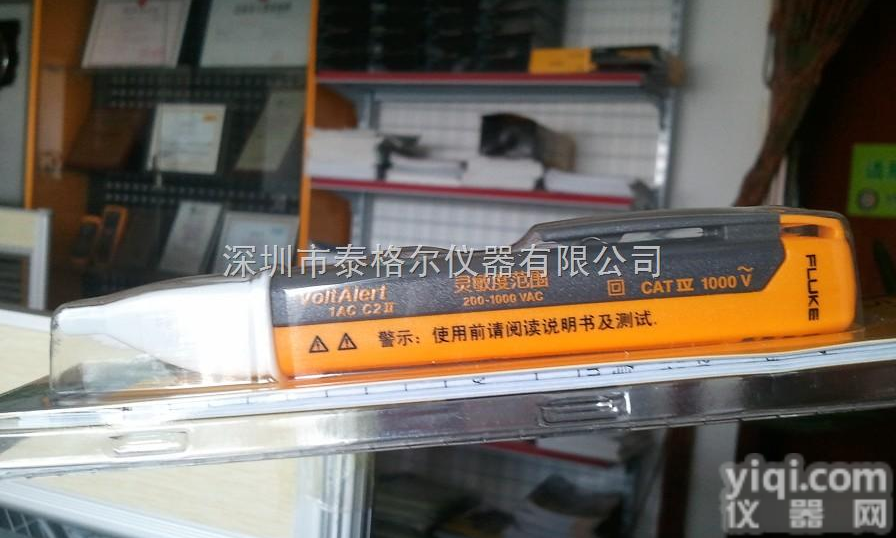 深圳市泰格尔仪器有限公司
VoltAlert
1AC C2 II
灵敏度范围
200-1000 VAC
CAT IV 1000 V~
FLUKE
警示：使用前请阅读说明书及测试.
yiqi.com
仪器网